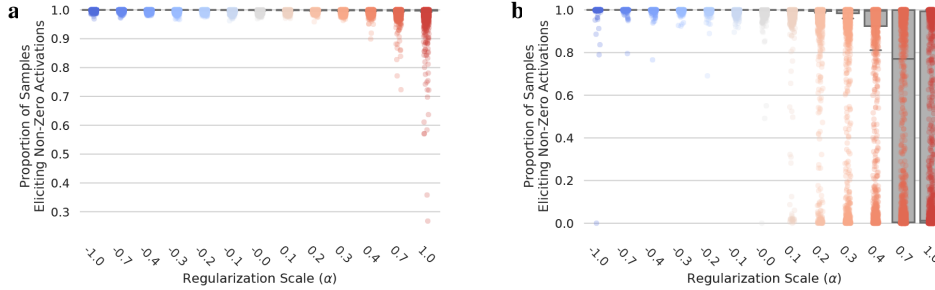 a
Proportion of Samples
Eliciting Non-Zero Activations
1.0
0.9
0.8
0.7
0.6
0.5
0.4
0.3
-1.0 -0.7 -0.4 -0.3 -0.2 -0.1 -0.0 0.1 0.2 0.3 0.4 0.7 1.0
Regularization Scale (α)
b
Proportion of Samples
Eliciting Non-Zero Activations
1.0
0.8
0.6
0.4
0.2
0.0
-1.0 -0.7 -0.4 -0.3 -0.2 -0.1 -0.0 0.1 0.2 0.3 0.4 0.7 1.0
Regularization Scale (α)